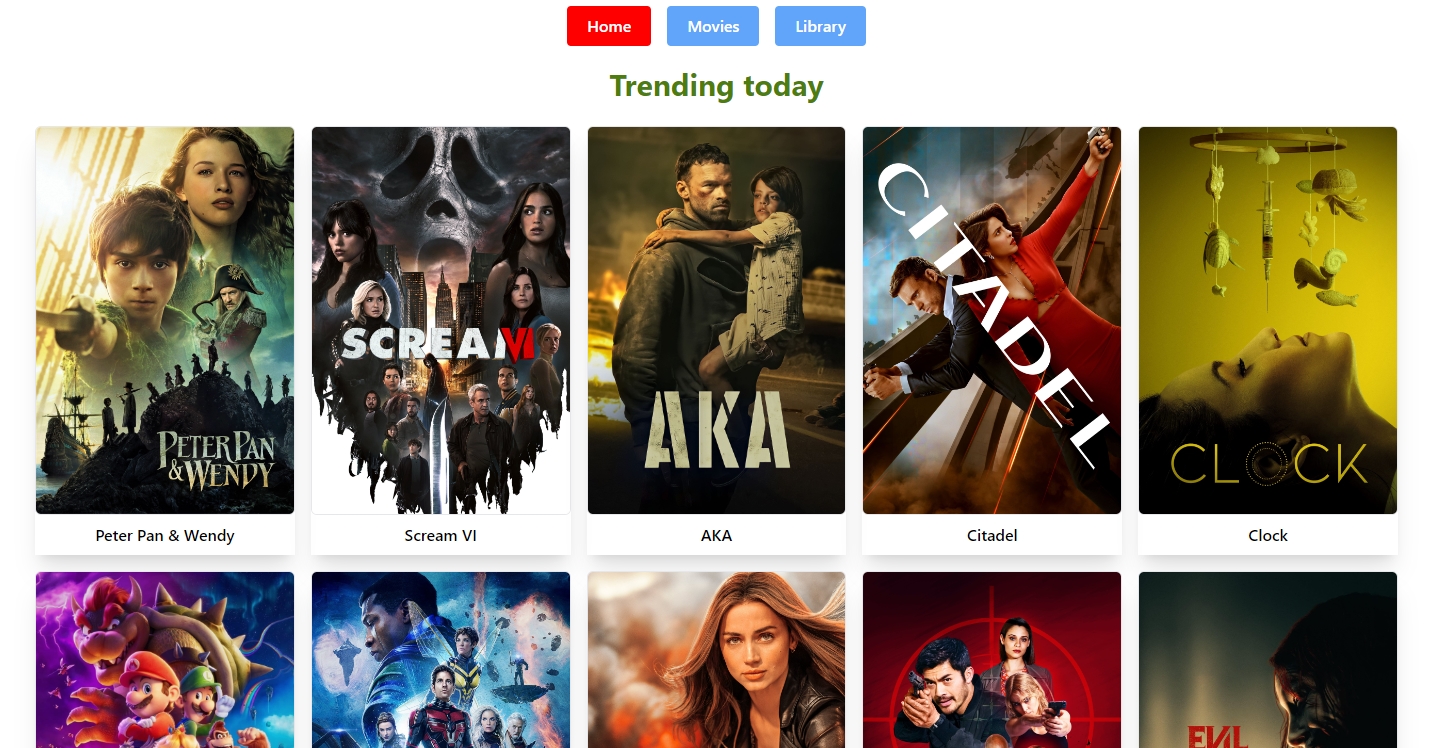 Home Movies Library
Trending today
PETER PAN
& WENDY
SCREAM VI
AKA
CITADEL
CLOCK
Peter Pan & Wendy
Scream VI
AKA
Citadel
Clock
EVIL